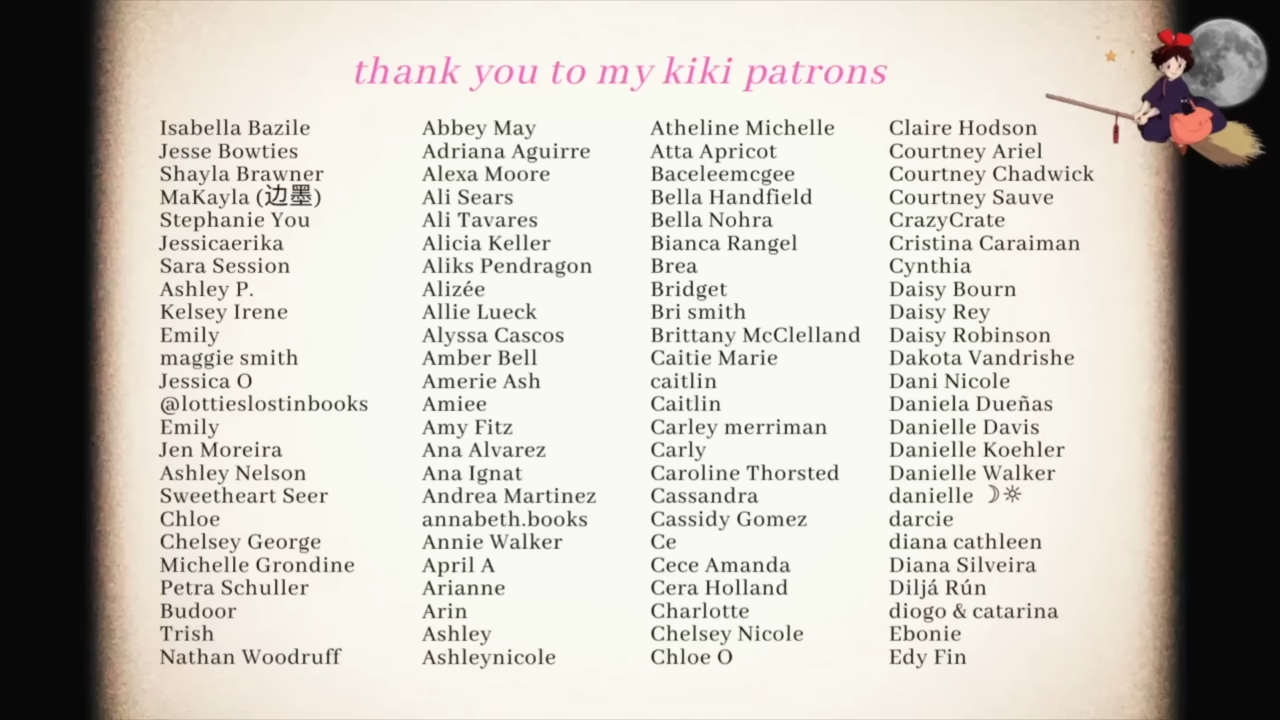 thank you to my kiki patrons
Isabella Bazile
Jesse Bowties
Shayla Brawner
MaKayla (边墨)
Stephanie You
Jessicaerika
Sara Session
Ashley P.
Kelsey Irene
Emily
maggie smith
Jessica O
@lottieslostinbooks
Emily
Jen Moreira
Ashley Nelson
Sweetheart Seer
Chloe
Chelsey George
Michelle Grondine
Petra Schuller
Budoor
Trish
Nathan Woodruff
Abbey May
Adriana Aguirre
Alexa Moore
Ali Sears
Ali Tavares
Alicia Keller
Aliks Pendragon
Alizée
Allie Lueck
Alyssa Cascos
Amber Bell
Amerie Ash
Amiee
Amy Fitz
Ana Alvarez
Ana Ignat
Andrea Martinez
annabeth.books
Annie Walker
April A
Arianne
Arin
Ashley
Ashleynicole
Atheline Michelle
Atta Apricot
Baceleemcgee
Bella Handfield
Bella Nohra
Bianca Rangel
Brea
Bridget
Bri smith
Brittany McClelland
Caitie Marie
caitlin
Caitlin
Carley merriman
Carly
Caroline Thorsted
Cassandra
Cassidy Gomez
Ce
Cece Amanda
Cera Holland
Charlotte
Chelsey Nicole
Chloe O
Claire Hodson
Courtney Ariel
Courtney Chadwick
Courtney Sauve
CrazyCrate
Cristina Caraiman
Cynthia
Daisy Bourn
Daisy Rey
Daisy Robinson
Dakota Vandrishe
Dani Nicole
Daniela Dueñas
Danielle Davis
Danielle Koehler
Danielle Walker
danielle ☽☼
darcie
diana cathleen
Diana Silveira
Diljá Rún
diogo & catarina
Ebonie
Edy Fin